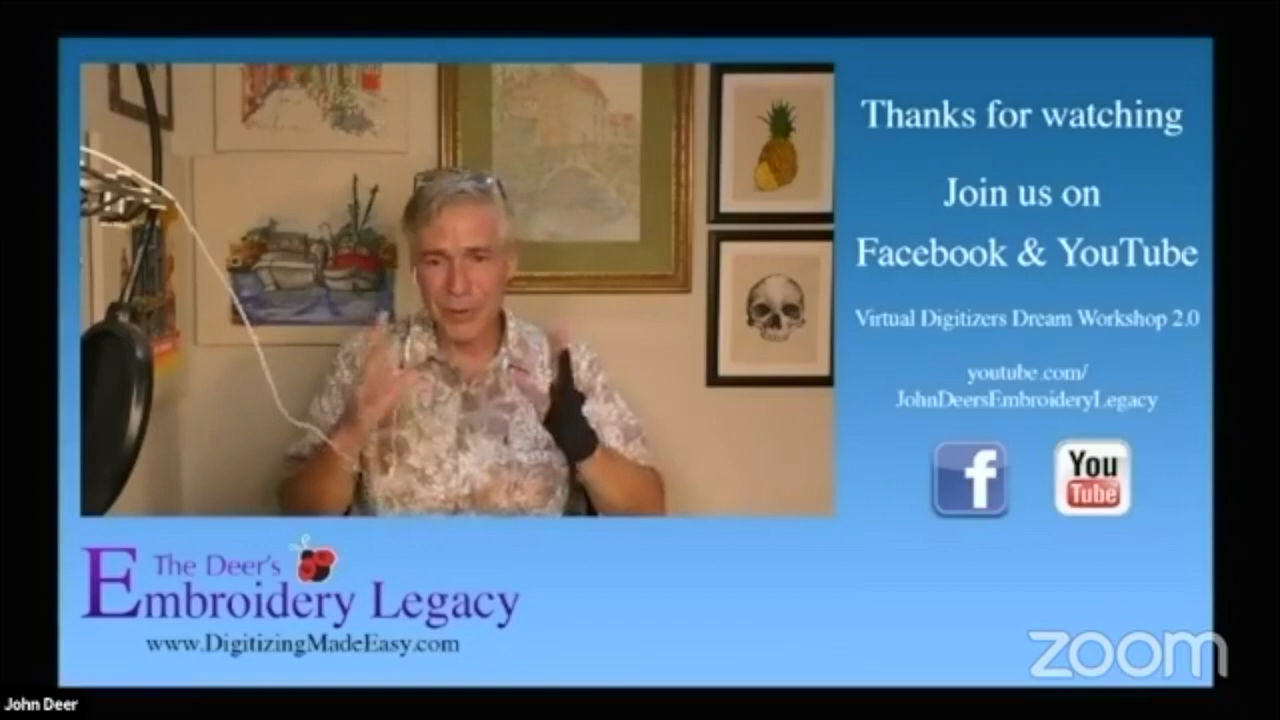 Thanks for watching
Join us on
Facebook & YouTube
Virtual Digitizers Dream Workshop 2.0
youtube.com/
JohnDeersEmbroideryLegacy
f
You
Tube
The Deer's
Embroidery Legacy
www.DigitizingMadeEasy.com
zoom
John Deer